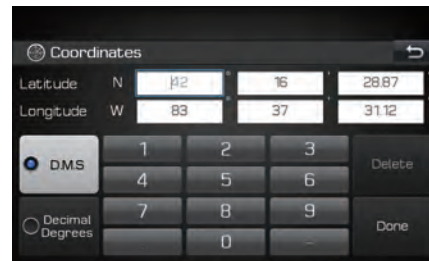 Coordinates
Latitude N 42 ° 16 ' 28.87
Longitude W 83 ° 37 ' 31.12
D.M.S 1 2 3 Delete
4 5 6
Decimal Degrees 7 8 9 Done
0 -